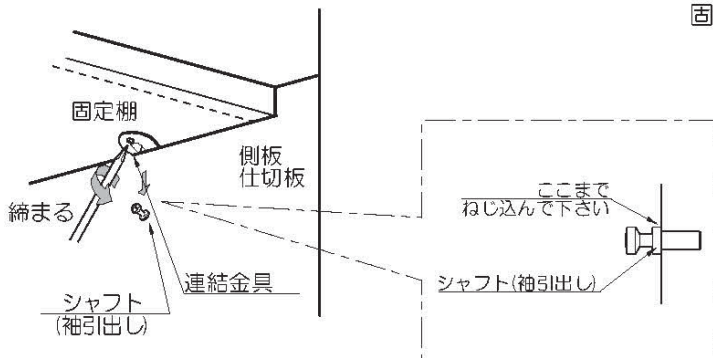 固定棚
側板
仕切板
締まる
連結金具
シャフト
(袖引出し)
ここまで
ねじ込んで下さい
シャフト(袖引出し)